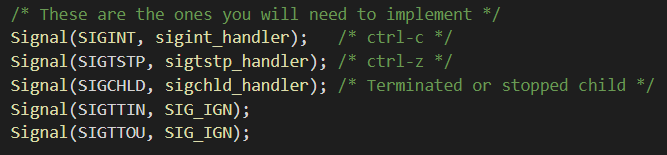 /* These are the ones you will need to implement */
Signal(SIGINT, sigint_handler);   /* ctrl-c */
Signal(SIGTSTP, sigtstp_handler); /* ctrl-z */
Signal(SIGCHLD, sigchld_handler); /* Terminated or stopped child */
Signal(SIGTTIN, SIG_IGN);
Signal(SIGTTOU, SIG_IGN);